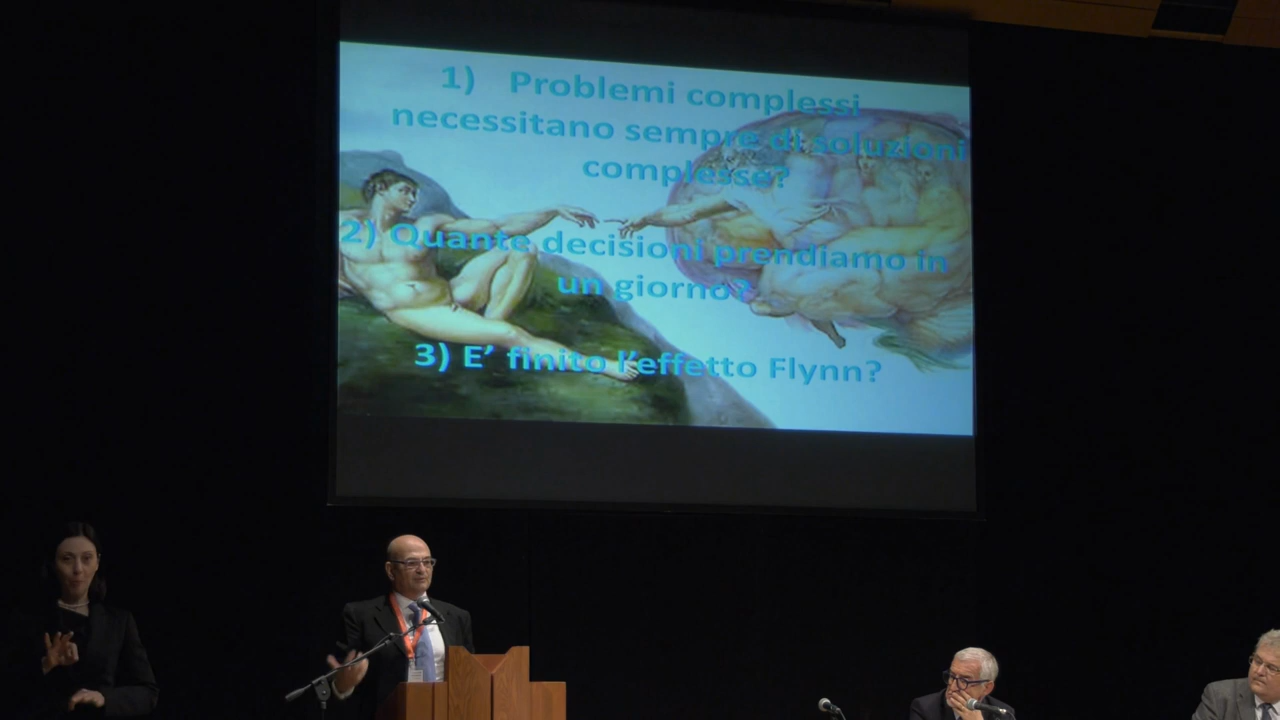 1) Problemi complessi
necessitano sempre di soluzioni
complesse?
2) Quante decisioni prendiamo in
un giorno?
3) E’ finito l’effetto Flynn?